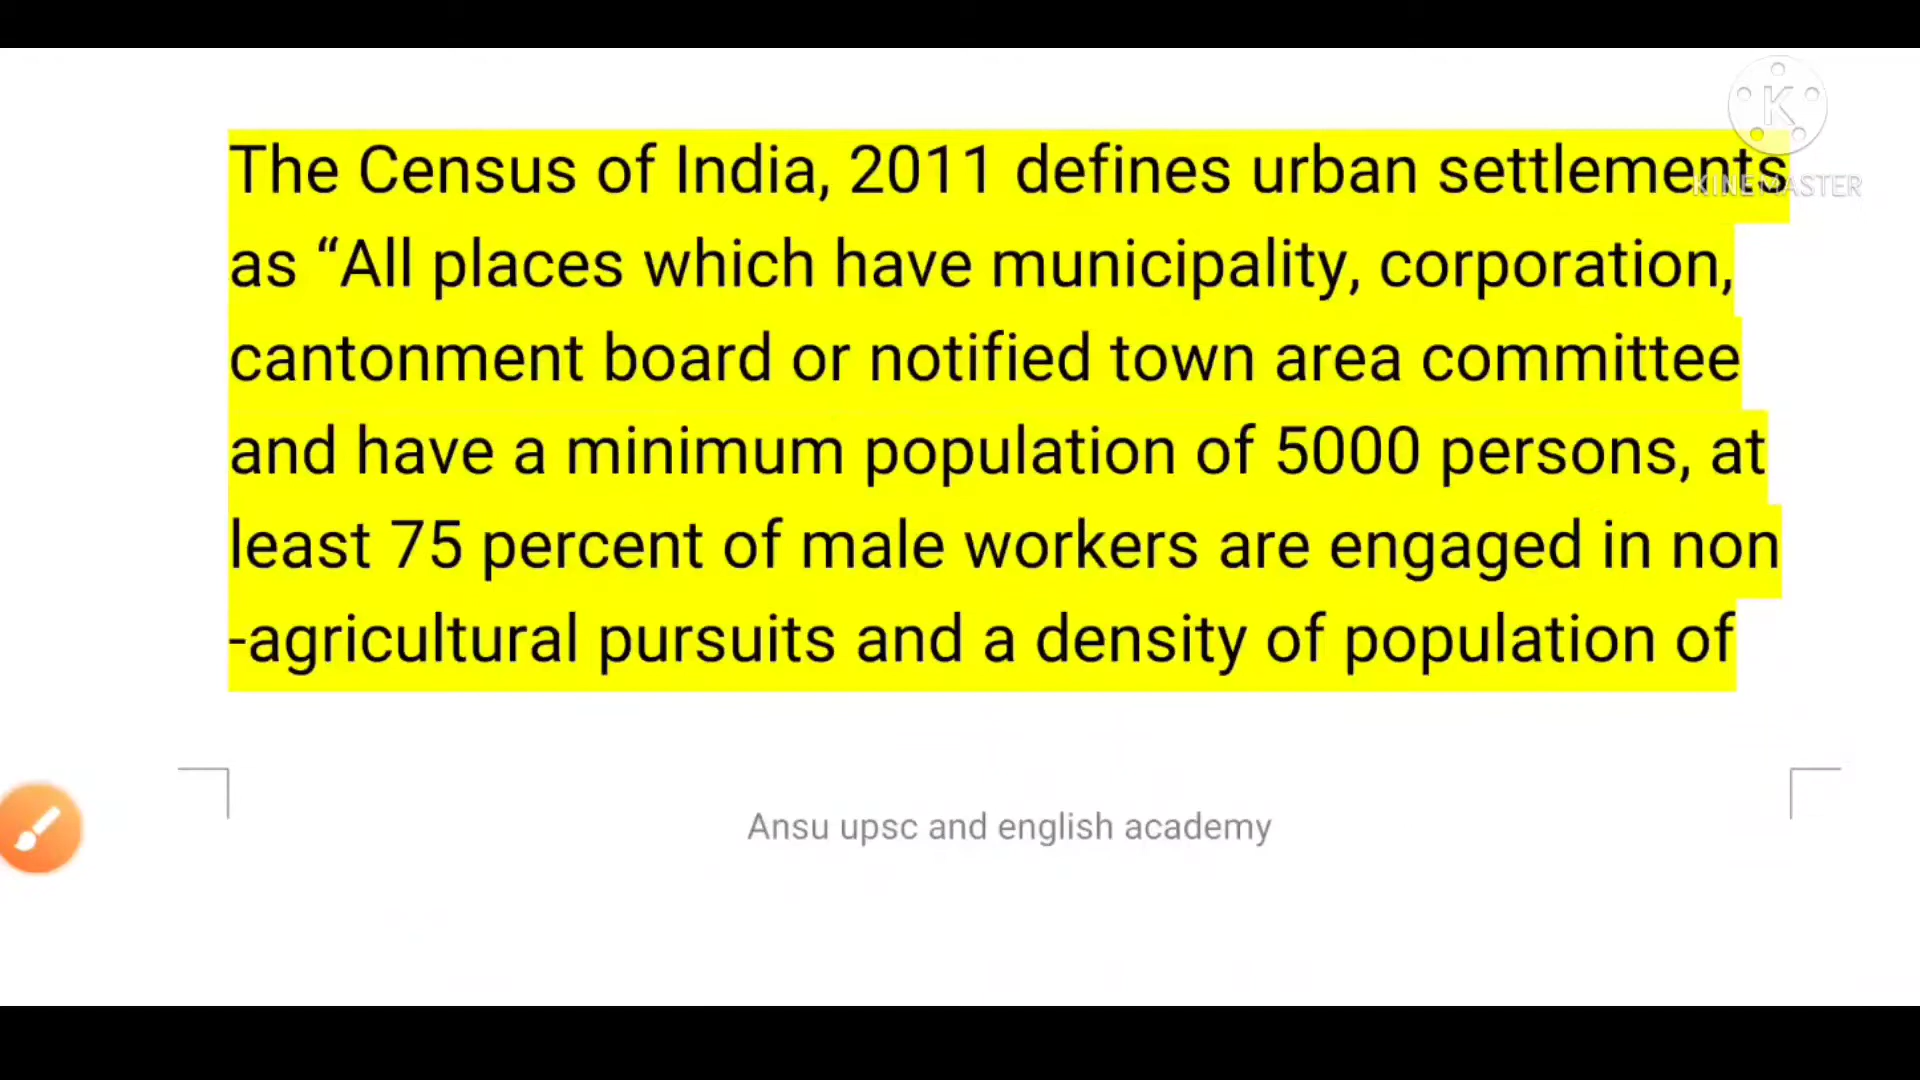 K
KINEMASTER
The Census of India, 2011 defines urban settlements
as “All places which have municipality, corporation,
cantonment board or notified town area committee
and have a minimum population of 5000 persons, at
least 75 percent of male workers are engaged in non
-agricultural pursuits and a density of population of
Ansu upsc and english academy